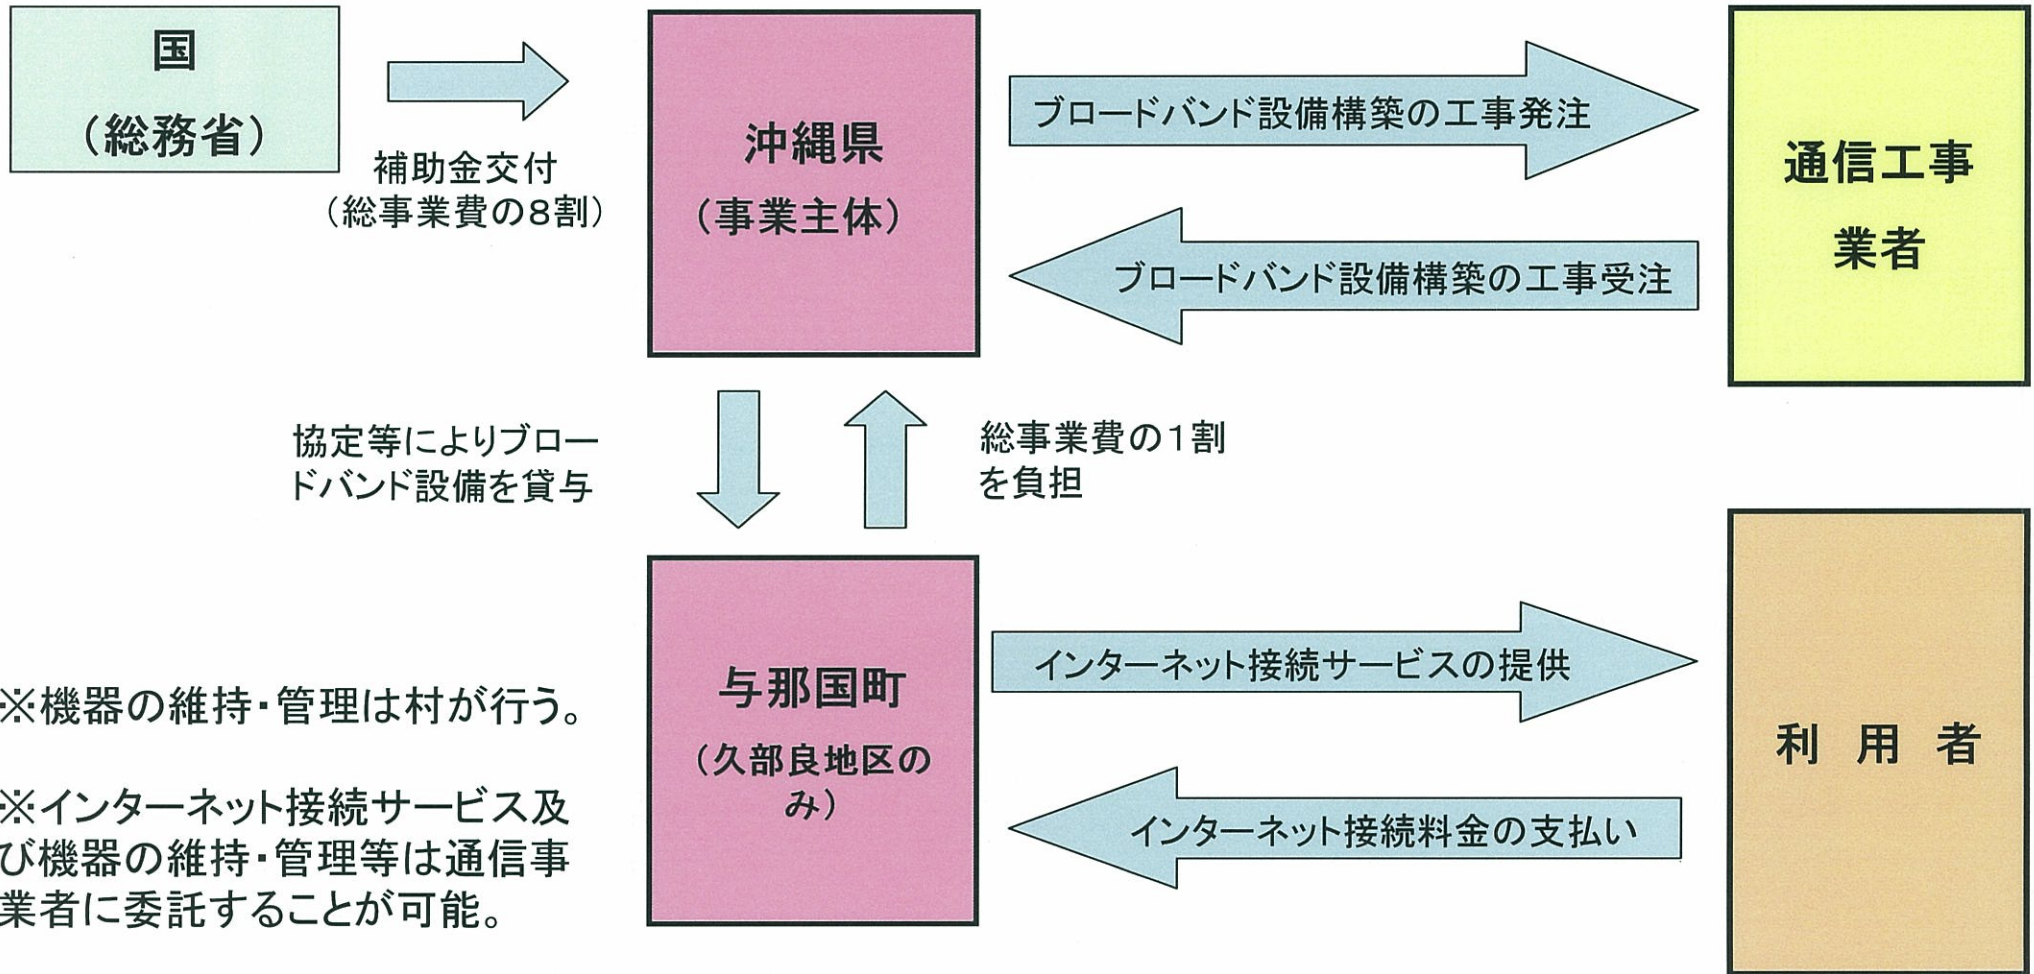 国
（総務省）
補助金交付
（総事業費の８割）
沖縄県
（事業主体）
ブロードバンド設備構築の工事発注
ブロードバンド設備構築の工事受注
通信工事
業者
協定等によりブロー
ドバンド設備を貸与
総事業費の１割
を負担
与那国町
（久部良地区の
み）
インターネット接続サービスの提供
インターネット接続料金の支払い
利 用 者
※機器の維持・管理は村が行う。
※インターネット接続サービス及
び機器の維持・管理等は通信事
業者に委託することが可能。